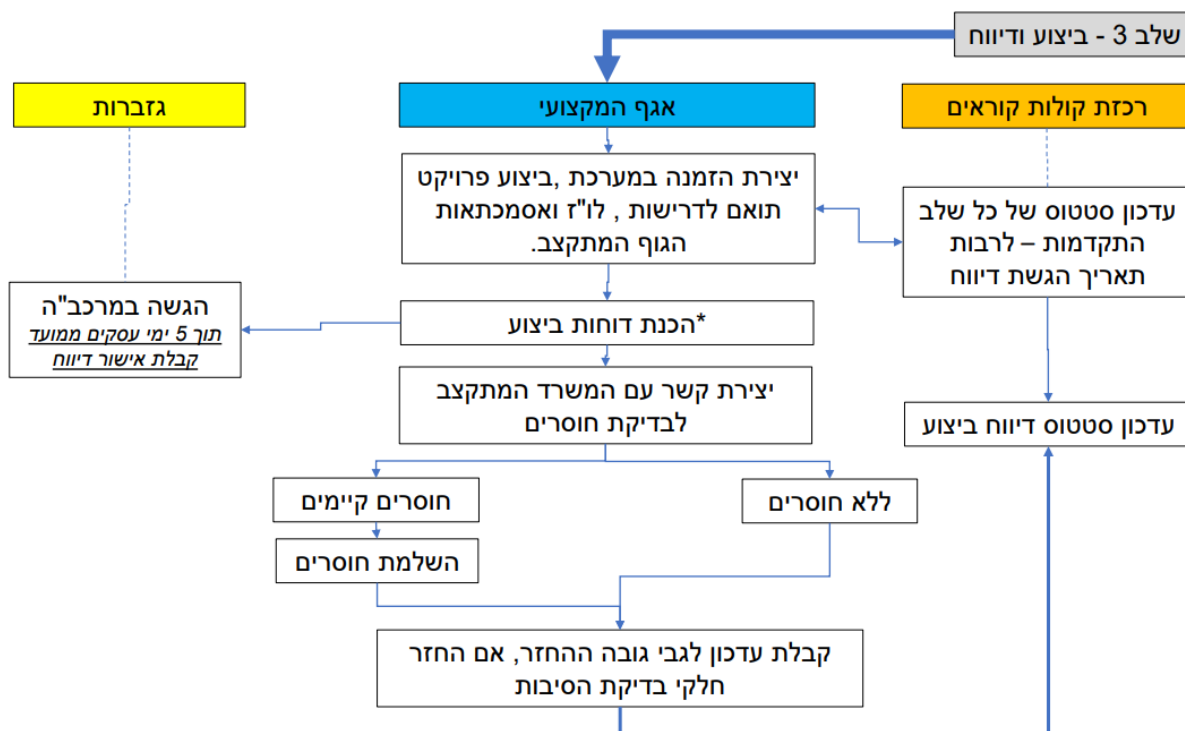 שלב 3 - ביצוע ודיווח
רכזת קולות קוראים
אגף המקצועי
גזברות
יצירת הזמנה במערכת ,ביצוע פרויקט
תואם לדרישות , לו"ז ואסמכתאות
הגוף המתקצב.
עדכון סטטוס של כל שלב
התקדמות – לרבות
תאריך הגשת דיווח
הגשה במרכב"ה
תוך 5 ימי עסקים ממועד
קבלת אישור דיווח
*הכנת דוחות ביצוע
יצירת קשר עם המשרד המתקצב
לבדיקת חוסרים
עדכון סטטוס דיווח ביצוע
ללא חוסרים
חוסרים קיימים
השלמת חוסרים
קבלת עדכון לגבי גובה ההחזר, אם החזר
חלקי בדיקת הסיבות